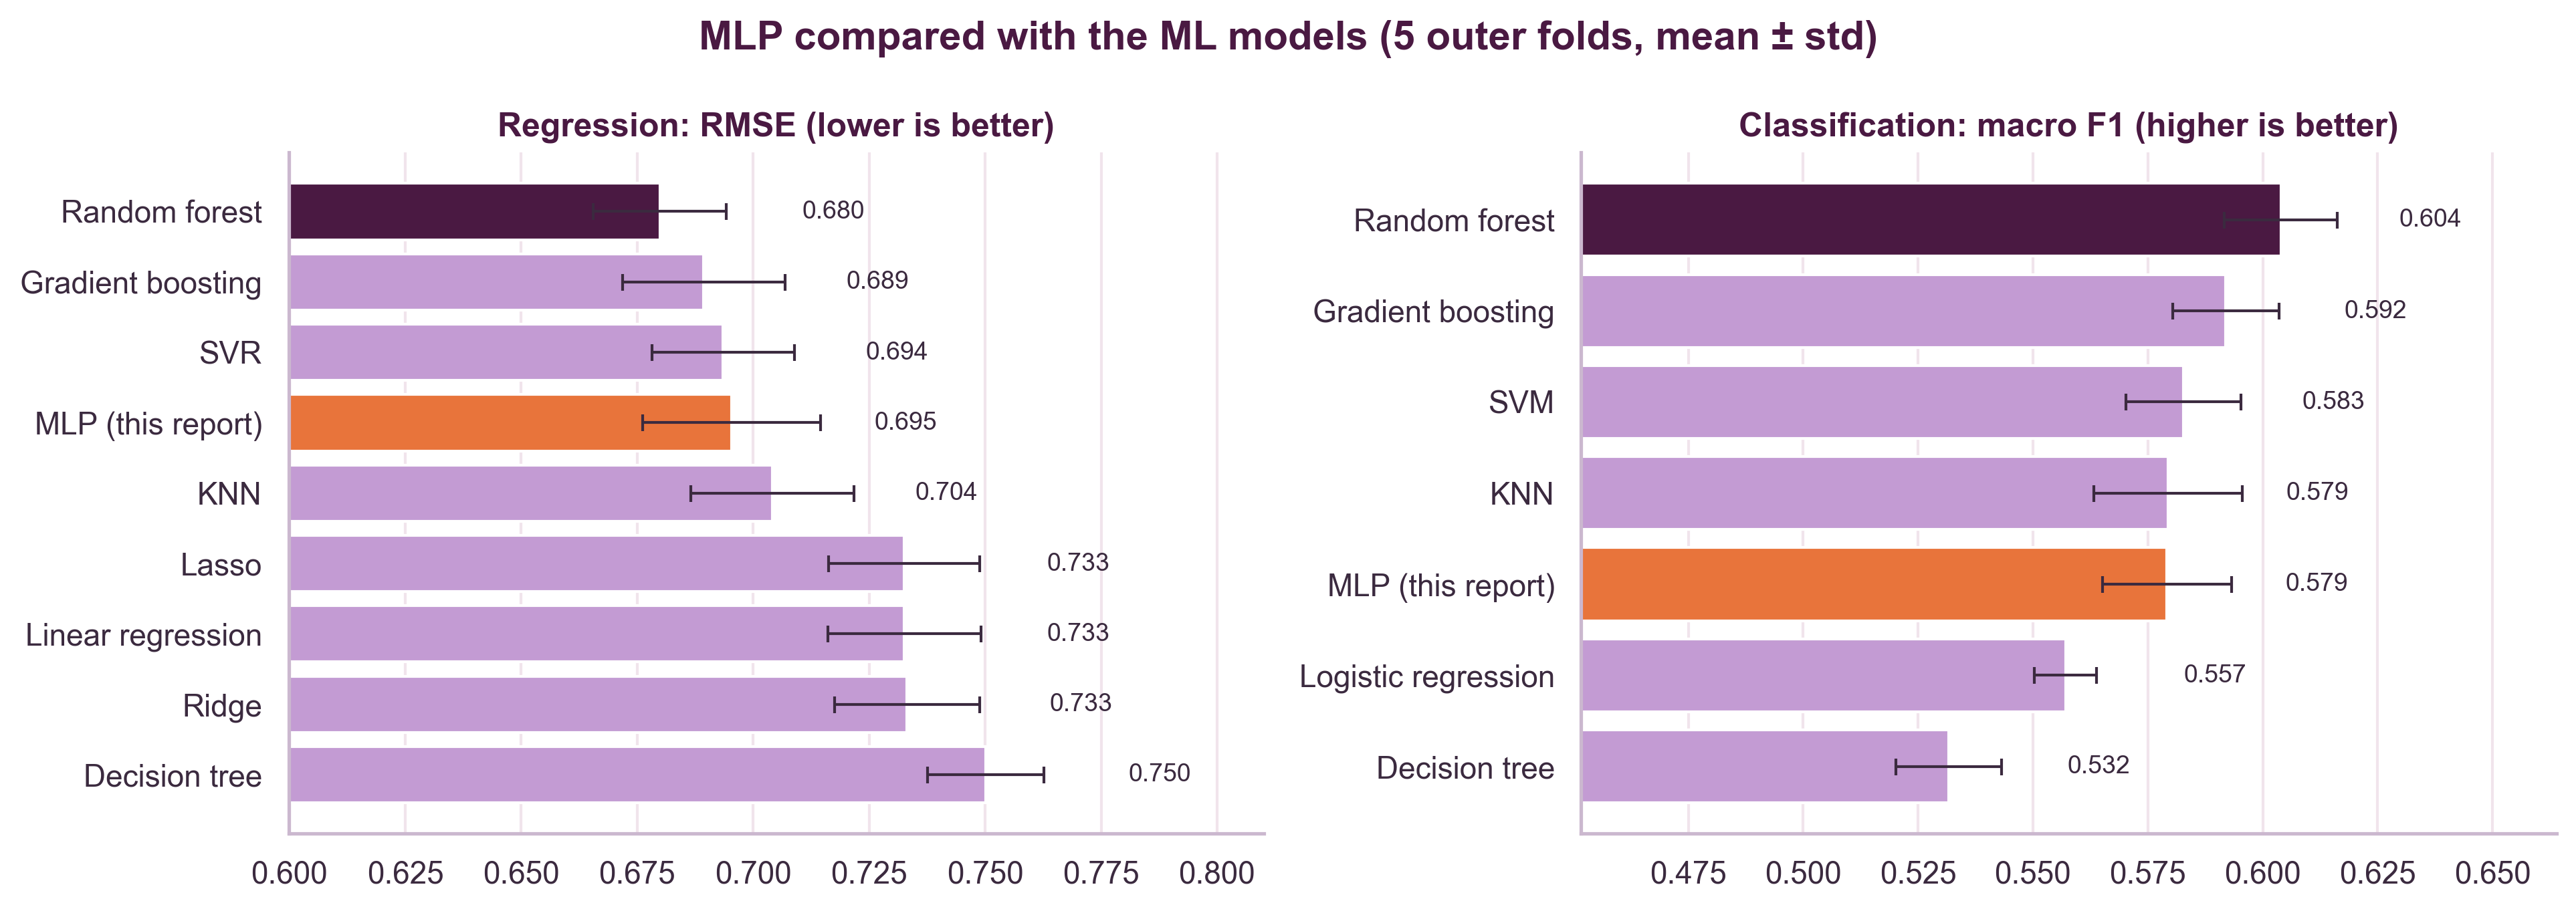 MLP compared with the ML models (5 outer folds, mean ± std)
Regression: RMSE (lower is better)
Random forest 0.680
Gradient boosting 0.689
SVR 0.694
MLP (this report) 0.695
KNN 0.704
Lasso 0.733
Linear regression 0.733
Ridge 0.733
Decision tree 0.750
0.600 0.625 0.650 0.675 0.700 0.725 0.750 0.775 0.800
Classification: macro F1 (higher is better)
Random forest 0.604
Gradient boosting 0.592
SVM 0.583
KNN 0.579
MLP (this report) 0.579
Logistic regression 0.557
Decision tree 0.532
0.475 0.500 0.525 0.550 0.575 0.600 0.625 0.650